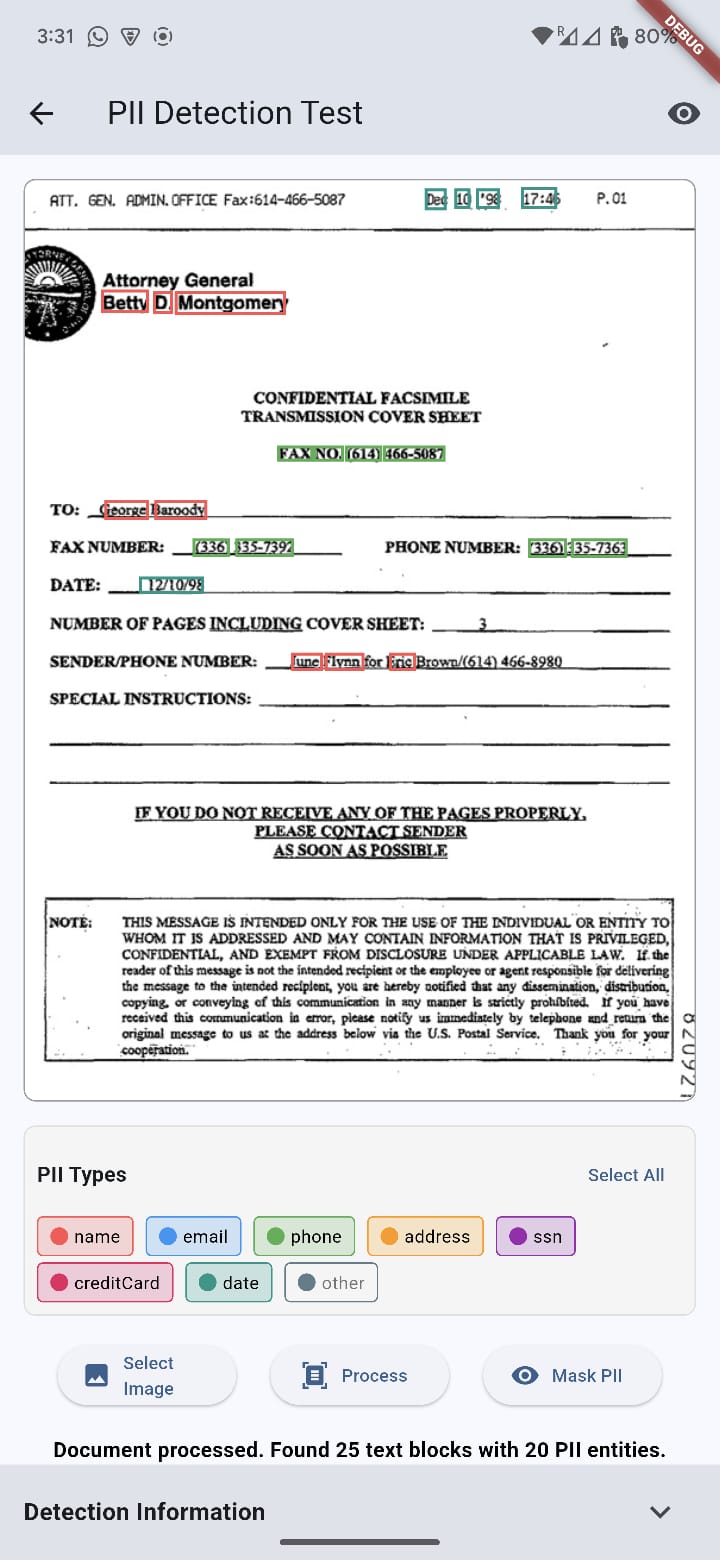 3:31
R
80%
DEBUG
PII Detection Test
ATT. GEN. ADMIN.OFFICE Fax:614-466-5087 Dec 10 '98 17:46 P.01
Attorney General
Betty D. Montgomery
CONFIDENTIAL FACSIMILE
TRANSMISSION COVER SHEET
FAX NO. (614) 466-5087
TO: George Baroody
FAX NUMBER: (336) 335-7392 PHONE NUMBER: (336) 335-7363
DATE: 12/10/98
NUMBER OF PAGES INCLUDING COVER SHEET: 3
SENDER/PHONE NUMBER: June Flynn for Eric Brown/(614) 466-8980
SPECIAL INSTRUCTIONS:
IF YOU DO NOT RECEIVE ANY OF THE PAGES PROPERLY,
PLEASE CONTACT SENDER
AS SOON AS POSSIBLE
NOTE: THIS MESSAGE IS INTENDED ONLY FOR THE USE OF THE INDIVIDUAL OR ENTITY TO
WHOM IT IS ADDRESSED AND MAY CONTAIN INFORMATION THAT IS PRIVILEGED,
CONFIDENTIAL, AND EXEMPT FROM DISCLOSURE UNDER APPLICABLE LAW. If the
reader of this message is not the intended recipient or the employee or agent responsible for delivering
the message to the intended recipient, you are hereby notified that any dissemination, distribution,
copying, or conveying of this communication in any manner is strictly prohibited. If you have
received this communication in error, please notify us immediately by telephone and return the
original message to us at the address below via the U.S. Postal Service. Thank you for your
cooperation.
PII Types
Select All
name
email
phone
address
ssn
creditCard
date
other
Select
Image
Process
Mask PII
Document processed. Found 25 text blocks with 20 PII entities.
Detection Information